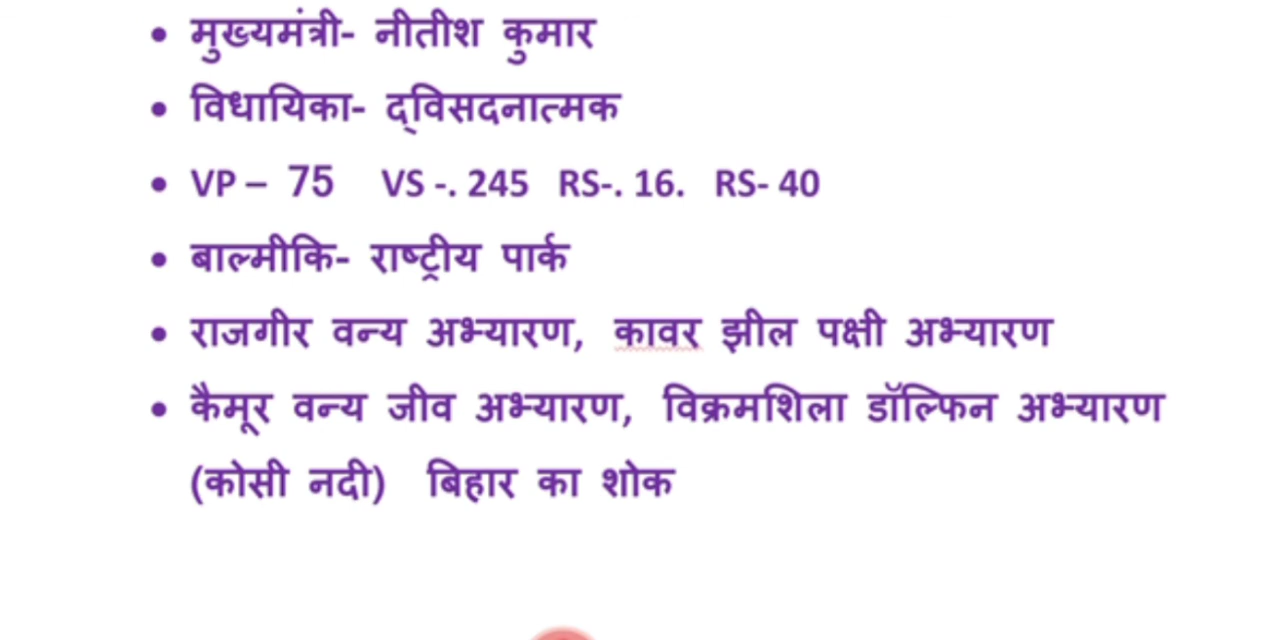 • मुख्यमंत्री- नीतीश कुमार
• विधायिका- द्विसदनात्मक
• VP – 75 VS -. 245 RS-. 16. RS- 40
• बाल्मीकि- राष्ट्रीय पार्क
• राजगीर वन्य अभ्यारण, कावर झील पक्षी अभ्यारण
• कैमूर वन्य जीव अभ्यारण, विक्रमशिला डॉल्फिन अभ्यारण
(कोसी नदी) बिहार का शोक